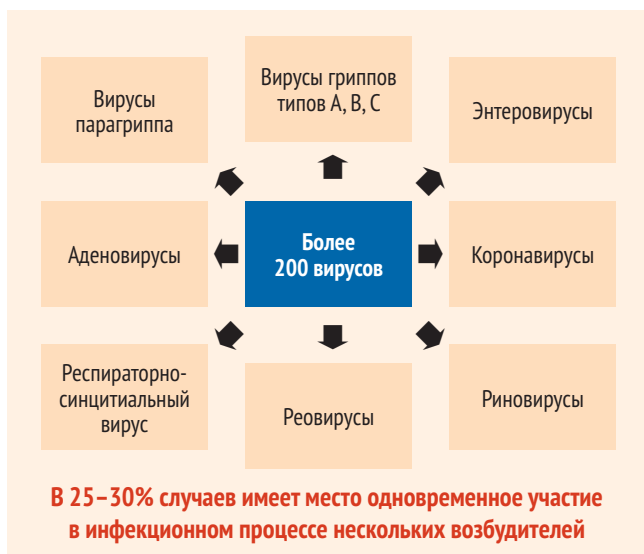 Вирусы
парагриппа
Вирусы гриппов
типов А, В, С
Энтеровирусы
Аденовирусы
Более
200 вирусов
Коронавирусы
Респираторно-
синцитиальный
вирус
Реовирусы
Риновирусы
В 25–30% случаев имеет место одновременное участие
в инфекционном процессе нескольких возбудителей